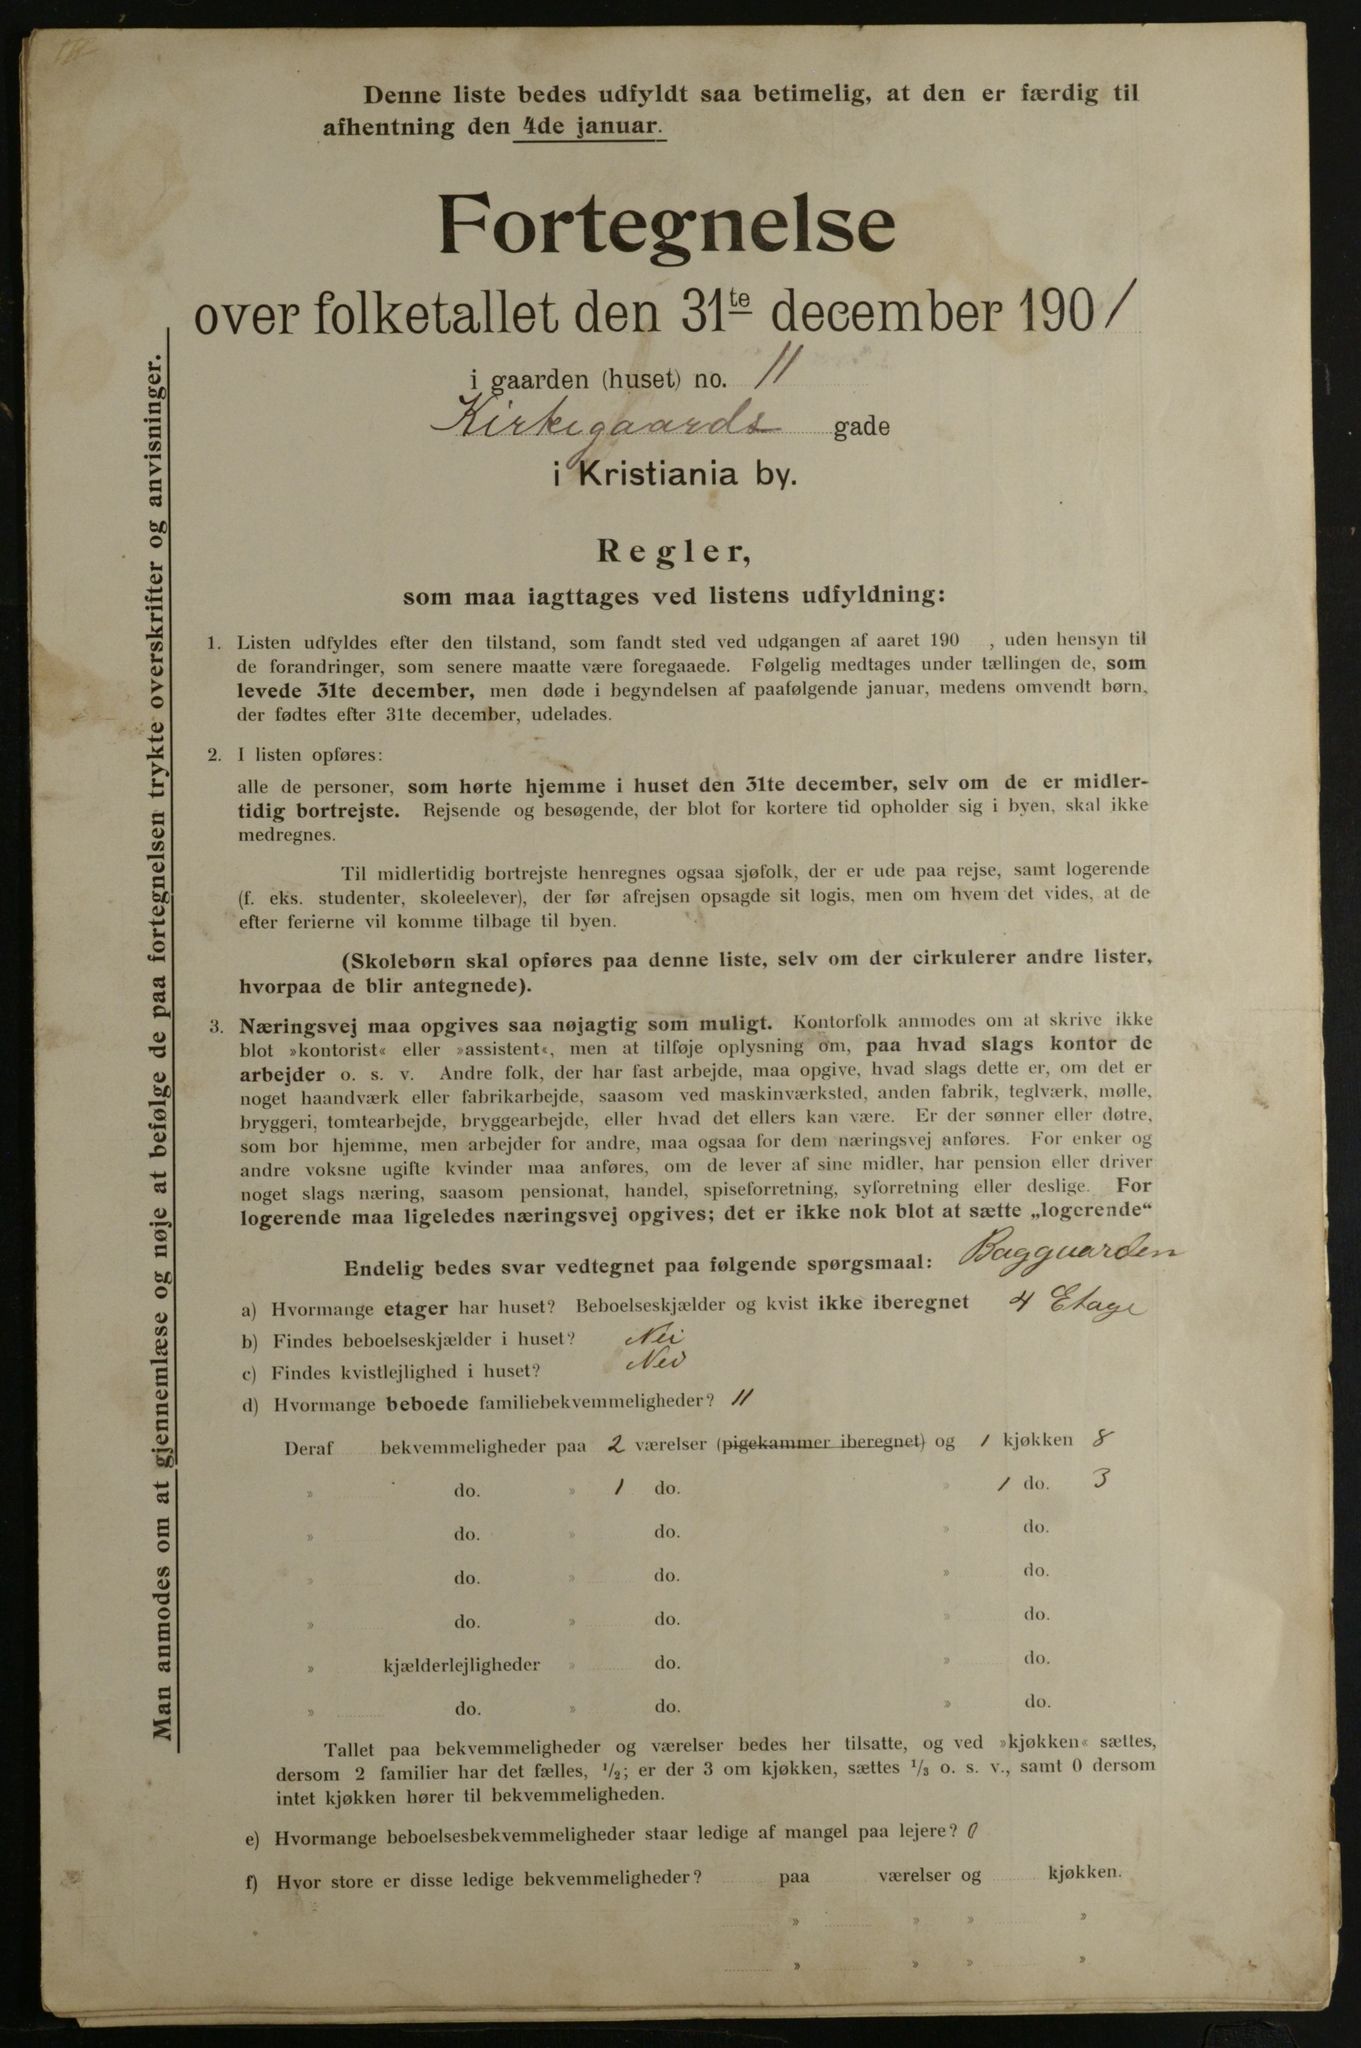 Denne liste bedes udfyldt saa betimelig, at den er færdig til
afhentning den 4de januar.
Fortegnelse
over folketallet den 31te december 1901
i gaarden (huset) no. 11
Kirkegaards gade
i Kristiania by.
Regler,
som maa iagttages ved listens udfyldning:
1. Listen udfyldes efter den tilstand, som fandt sted ved udgangen af aaret 190 , uden hensyn til
de forandringer, som senere maatte være foregaaede. Følgelig medtages under tællingen de, som
levede 31te december, men døde i begyndelsen af paafølgende januar, medens omvendt børn,
der fødtes efter 31te december, udelades.
2. I listen opføres:
alle de personer, som hørte hjemme i huset den 31te december, selv om de er midler-
tidig bortrejste. Rejsende og besøgende, der blot for kortere tid opholder sig i byen, skal ikke
medregnes.
Til midlertidig bortrejste henregnes ogsaa sjøfolk, der er ude paa rejse, samt logerende
(f. eks. studenter, skoleelever), der før afrejsen opsagde sit logis, men om hvem det vides, at de
efter ferierne vil komme tilbage til byen.
(Skolebørn skal opføres paa denne liste, selv om der cirkulerer andre lister,
hvorpaa de blir antegnede).
3. Næringsvej maa opgives saa nøjagtig som muligt. Kontorfolk anmodes om at skrive ikke
blot »kontorist« eller »assistent«, men at tilføje oplysning om, paa hvad slags kontor de
arbejder o. s. v. Andre folk, der har fast arbejde, maa opgive, hvad slags dette er, om det er
noget haandværk eller fabrikarbejde, saasom ved maskinværksted, anden fabrik, teglværk, mølle,
bryggeri, tomtearbejde, bryggearbejde, eller hvad det ellers kan være. Er der sønner eller døtre,
som bor hjemme, men arbejder for andre, maa ogsaa for dem næringsvej anføres. For enker og
andre voksne ugifte kvinder maa anføres, om de lever af sine midler, har pension eller driver
noget slags næring, saasom pensionat, handel, spiseforretning, syforretning eller deslige. For
logerende maa ligeledes næringsvej opgives; det er ikke nok blot at sætte „logerende“
Endelig bedes svar vedtegnet paa følgende spørgsmaal: Bagguarden
a) Hvormange etager har huset? Beboelseskjælder og kvist ikke iberegnet 4 Etage
b) Findes beboelseskjælder i huset? Nei
c) Findes kvistlejlighed i huset? Nei
d) Hvormange beboede familiebekvemmeligheder? 11
Deraf bekvemmeligheder paa 2 værelser (pigekammer iberegnet) og 1 kjøkken 8
» do. » 1 do. » 1 do. 3
» do. » do. » do.
» do. » do. » do.
» do. » do. » do.
» kjælderlejligheder » do. » do.
» do. » do. » do.
Tallet paa bekvemmeligheder og værelser bedes her tilsatte, og ved »kjøkken« sættes,
dersom 2 familier har det fælles, 1/2; er der 3 om kjøkken, sættes 1/3 o. s. v., samt 0 dersom
intet kjøkken hører til bekvemmeligheden.
e) Hvormange beboelsesbekvemmeligheder staar ledige af mangel paa lejere? 0
f) Hvor store er disse ledige bekvemmeligheder? paa værelser og kjøkken.
» » » »
» » » »
Man anmodes om at gjennemlæse og nøje at befølge de paa fortegnelsen trykte overskrifter og anvisninger.